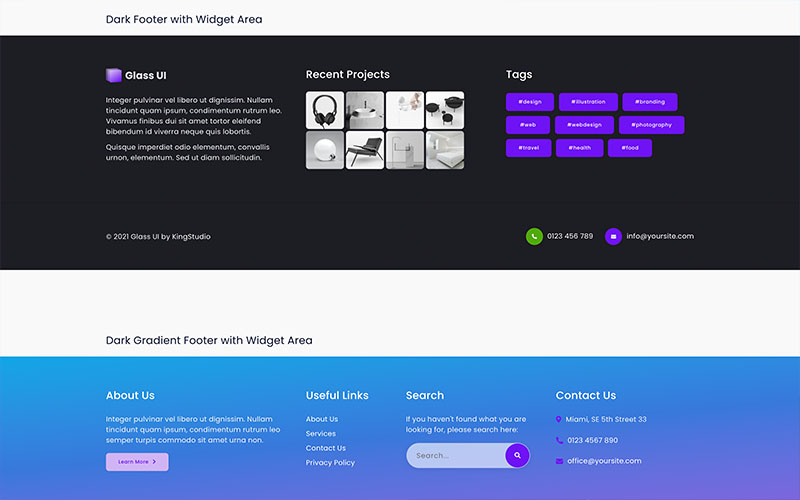 Dark Footer with Widget Area
Glass UI
Integer pulvinar vel libero ut dignissim. Nullam
tincidunt quam ipsum, condimentum rutrum leo.
Vivamus finibus dui sit amet tortor eleifend
bibendum id viverra neque quis lobortis.
Quisque imperdiet odio elementum, convallis
urnon, elementum. Sed ut diam sollicitudin.
Recent Projects
Tags
#design
#illustration
#branding
#web
#webdesign
#photography
#travel
#health
#food
© 2021 Glass UI by KingStudio
0123 456 789
info@yoursite.com
Dark Gradient Footer with Widget Area
About Us
Integer pulvinar vel libero ut dignissim. Nullam
tincidunt quam ipsum, condimentum rutrum leo
semper turpis commodo sit amet urna non.
Learn More
Useful Links
About Us
Services
Contact Us
Privacy Policy
Search
If you haven't found what you are
looking for, please search here:
Search...
Contact Us
Miami, SE 5th Street 33
0123 4567 890
office@yoursite.com